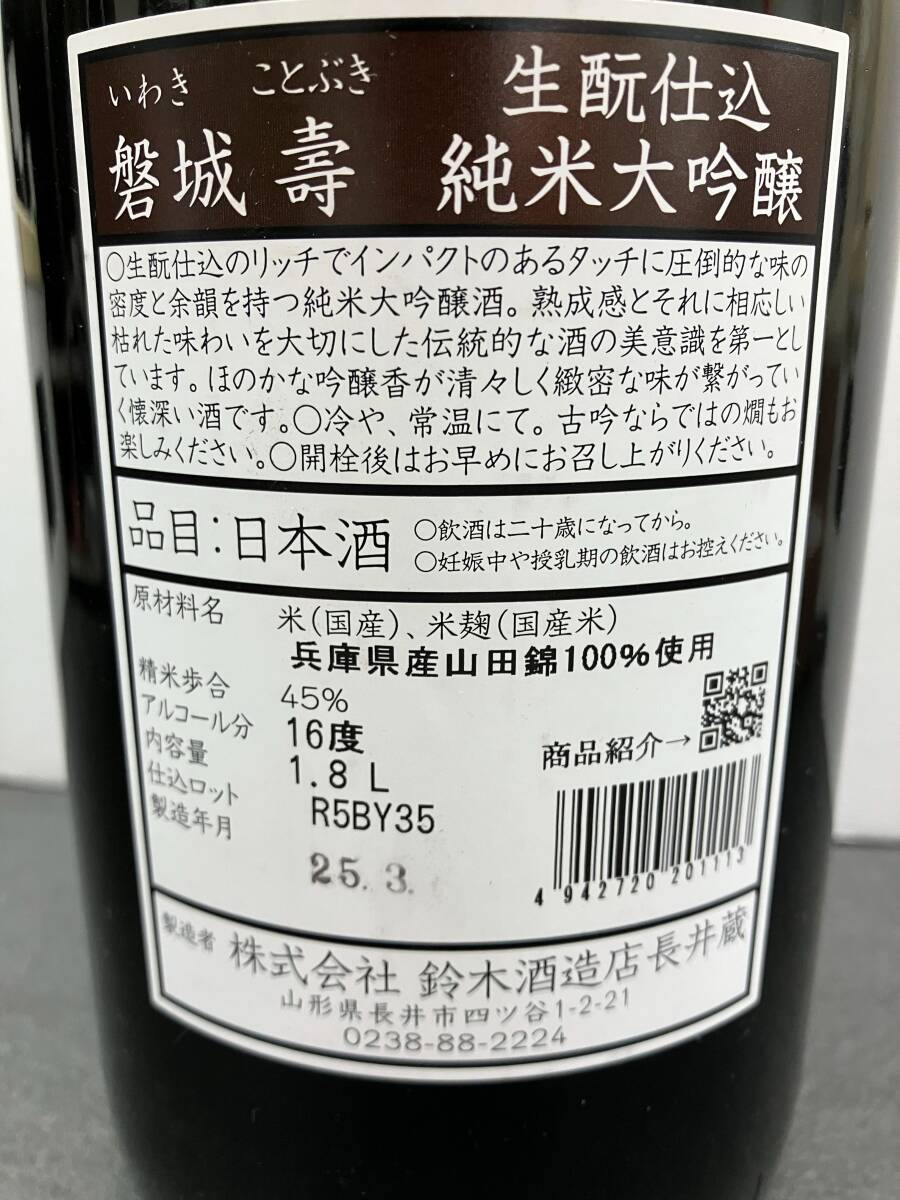 いわき ことぶき 生酛仕込
磐城 壽 純米大吟醸
○生酛仕込のリッチでインパクトのあるタッチに圧倒的な味の
密度と余韻を持つ純米大吟醸酒。熟成感とそれに相応しい
枯れた味わいを大切にした伝統的な酒の美意識を第一とし
ています。ほのかな吟醸香が清々しく緻密な味が繋がってい
く懐深い酒です。○冷や、常温にて。古吟ならではの燗もお
楽しみください。○開栓後はお早めにお召し上がりください。
品目:日本酒
○飲酒は二十歳になってから。
○妊娠中や授乳期の飲酒はお控えください。
原材料名 米(国産)、米麹(国産米)
兵庫県産山田錦100%使用
精米歩合 45%
アルコール分 16度
内容量 1.8 L
仕込ロット R5BY35
製造年月 25.3.
商品紹介→
4 942720 201113
製造者 株式会社 鈴木酒造店長井蔵
山形県長井市四ツ谷1-2-21
0238-88-2224